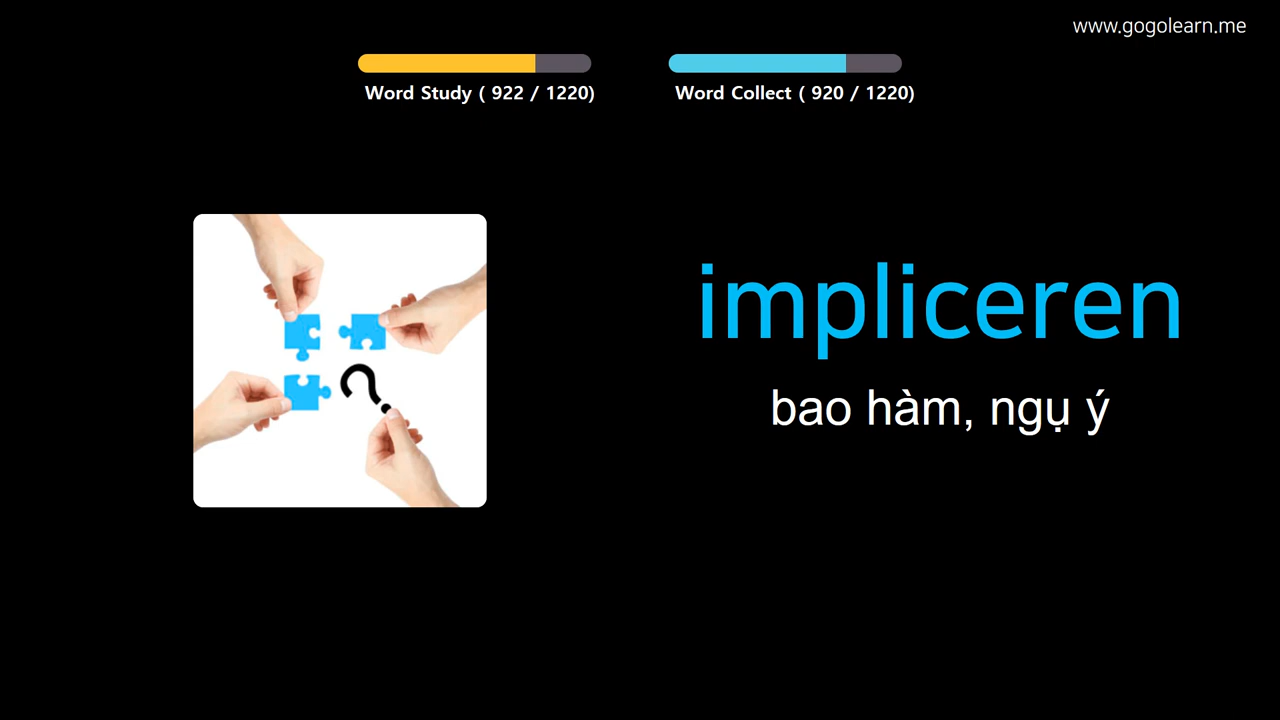 www.gogolearn.me
Word Study ( 922 / 1220)
Word Collect ( 920 / 1220)
impliceren
bao hàm, ngụ ý